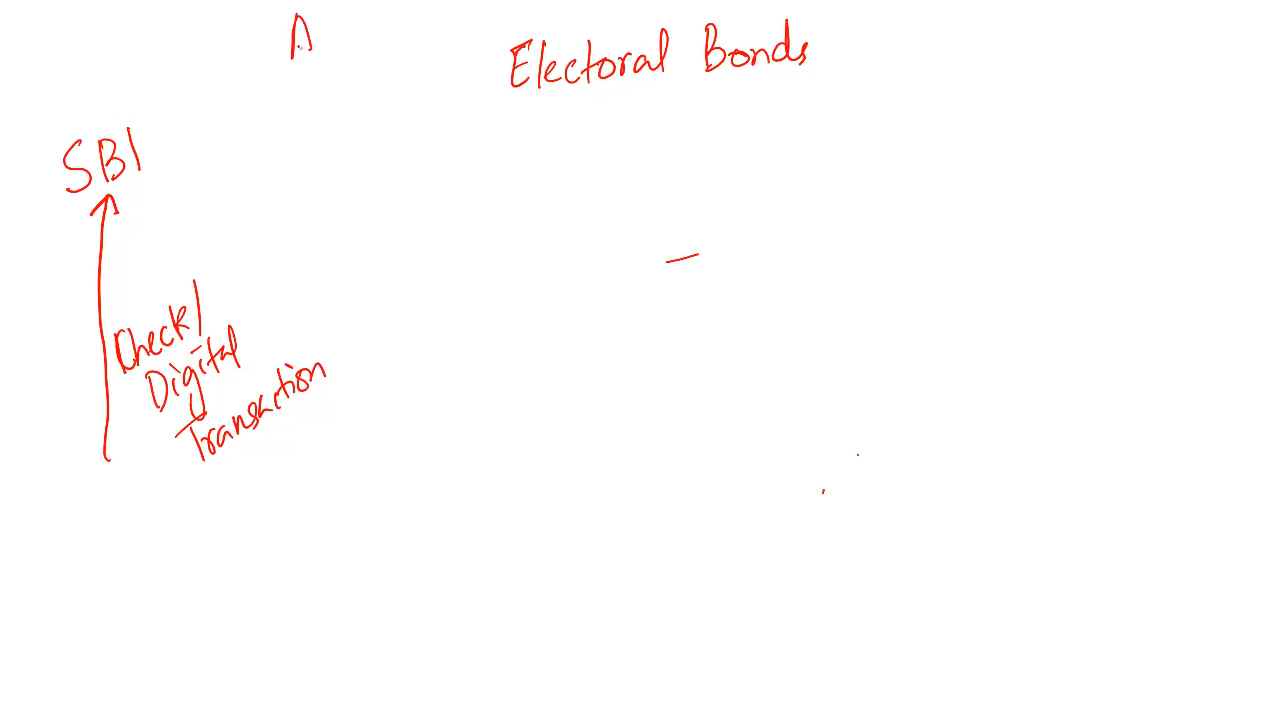 A
Electoral Bonds
SBI
Check/
Digital
Transaction